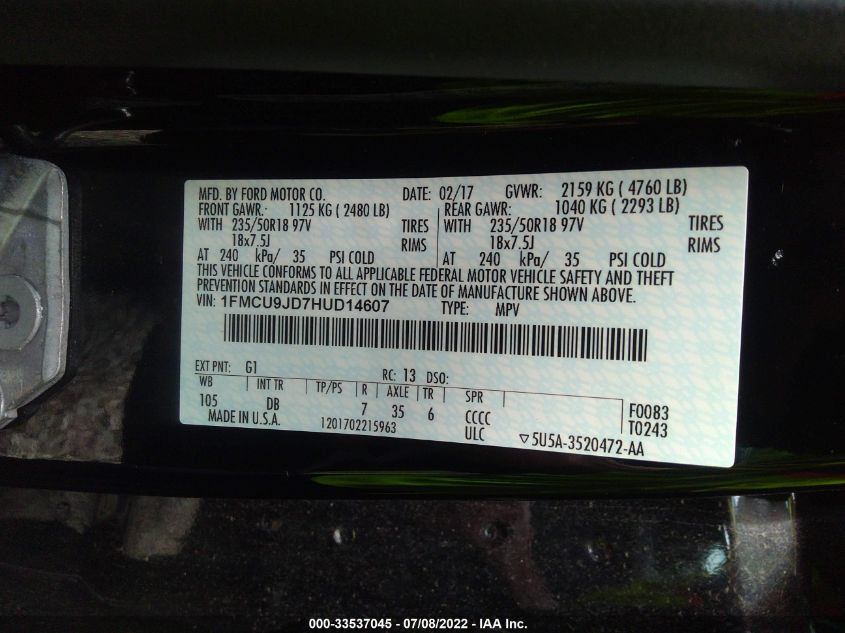 MFD. BY FORD MOTOR CO. DATE: 02/17 GVWR: 2159 KG ( 4760 LB)
FRONT GAWR: 1125 KG ( 2480 LB) REAR GAWR: 1040 KG ( 2293 LB)
WITH 235/50R18 97V TIRES WITH 235/50R18 97V TIRES
18x7.5J RIMS 18x7.5J RIMS
AT 240 kPa/ 35 PSI COLD AT 240 kPa/ 35 PSI COLD
THIS VEHICLE CONFORMS TO ALL APPLICABLE FEDERAL MOTOR VEHICLE SAFETY AND THEFT
PREVENTION STANDARDS IN EFFECT ON THE DATE OF MANUFACTURE SHOWN ABOVE.
VIN: 1FMCU9JD7HUD14607 TYPE: MPV
EXT PNT: G1 RC: 13 DSO:
WB INT TR TP/PS R AXLE TR SPR
105 DB 7 35 6 CCCC F0083
MADE IN U.S.A. 1201702215963 ULC T0243
▽5U5A-3520472-AA
000-33537045 - 07/08/2022 - IAA Inc.